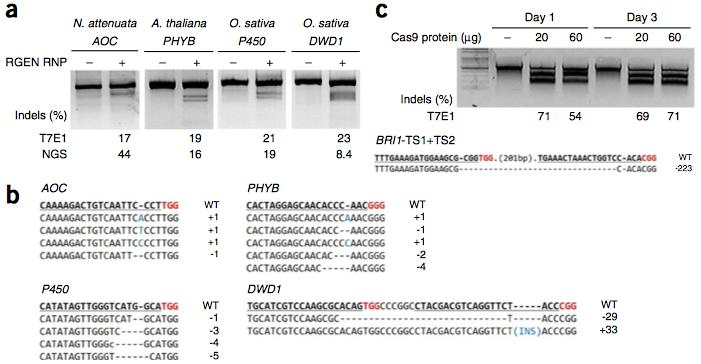 a
N. attenuata A. thaliana O. sativa O. sativa
AOC PHYB P450 DWD1
RGEN RNP – + – + – + – +
Indels (%)
T7E1 17 19 21 23
NGS 44 16 19 8.4
c
Day 1 Day 3
Cas9 protein (µg) – 20 60 – 20 60
Indels (%)
T7E1 71 54 69 71
BRI1-TS1+TS2
TTTGAAAGATGGAAGCG-CGGTGG.(201bp).TGAAACTAAACTGGTCC-ACACGG WT
TTTGAAAGATGGAAGCG-------------------------------C-ACACGG -223
b
AOC
CAAAAGACTGTCAATTC-CCTTGG WT
CAAAAGACTGTCAATTCACCTTGG +1
CAAAAGACTGTCAATTCTCCTTGG +1
CAAAAGACTGTCAATTCCCCTTGG +1
CAAAAGACTGTCAATT--CCTTGG -1
PHYB
CACTAGGAGCAACACCC-AACGGG WT
CACTAGGAGCAACACCCAAACGGG +1
CACTAGGAGCAACACC--AACGGG -1
CACTAGGAGCAACACCCCAACGGG +1
CACTAGGAGCAACAC---AACGGG -2
CACTAGGAGCAAC-----AACGGG -4
P450
CATATAGTTGGGTCATG-GCATGG WT
CATATAGTTGGGTCAT--GCATGG -1
CATATAGTTGGGTC----GCATGG -3
CATATAGTTGGGC-----GCATGG -4
CATATAGTTGGGT------CATGG -5
DWD1
TGCATCGTCCAAGCGCACAGTGGCCCGGCCTACGACGTCAGGTTCT-----ACCCGG WT
TGCATCGTCCAAGCGC-----------------------------T-----ACCCGG -29
TGCATCGTCCAAGCGCACAGTGGCCCGGCCTACGACGTCAGGTTCT(INS)ACCCGG +33